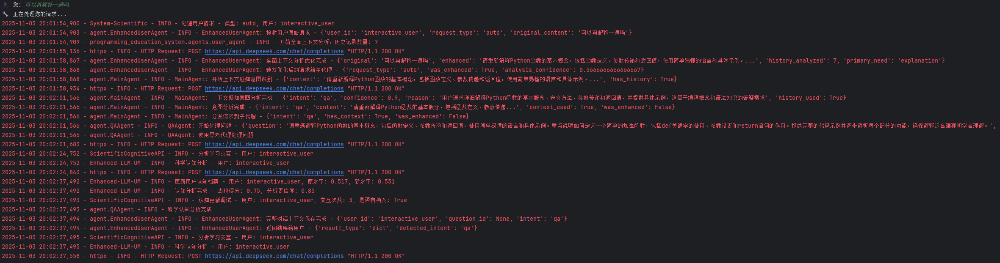 您: 可以再解释一遍吗
正在处理您的请求...
2025-11-03 20:01:54,900 - System-Scientific - INFO - 处理用户请求 - 类型: auto, 用户: interactive_user
2025-11-03 20:01:54,903 - agent.EnhancedUserAgent - INFO - EnhancedUserAgent: 接收用户原始请求 - {'user_id': 'interactive_user', 'request_type': 'auto', 'original_content': '可以再解释一遍吗'}
2025-11-03 20:01:54,909 - programming_education_system.agents.user_agent - INFO - 开始全面上下文分析，历史记录数量: 7
2025-11-03 20:01:55,136 - httpx - INFO - HTTP Request: POST https://api.deepseek.com/chat/completions "HTTP/1.1 200 OK"
2025-11-03 20:01:58,867 - agent.EnhancedUserAgent - INFO - EnhancedUserAgent: 全面上下文分析优化完成 - {'original': '可以再解释一遍吗', 'enhanced': '请重新解释Python函数的基本概念，包括函数定义、参数传递和返回值，使用简单易懂的语言和具体示例。...', 'history_analyzed': 7, 'primary_need': 'explanation'}
2025-11-03 20:01:58,868 - agent.EnhancedUserAgent - INFO - EnhancedUserAgent: 转发优化后的请求给主代理 - {'request_type': 'auto', 'was_enhanced': True, 'analysis_confidence': 0.5666666666666667}
2025-11-03 20:01:58,868 - agent.MainAgent - INFO - MainAgent: 开始上下文感知意图识别 - {'content': '请重新解释Python函数的基本概念，包括函数定义、参数传递和返回值，使用简单易懂的语言和具体示例。...', 'has_history': True}
2025-11-03 20:01:58,934 - httpx - INFO - HTTP Request: POST https://api.deepseek.com/chat/completions "HTTP/1.1 200 OK"
2025-11-03 20:02:01,566 - agent.MainAgent - INFO - MainAgent: 上下文感知意图分析完成 - {'intent': 'qa', 'confidence': 0.9, 'reason': '用户请求详细解释Python函数的基本概念、定义方法、参数传递和返回值，并提供具体示例，这属于编程概念和语法知识的答疑需求', 'history_used': True}
2025-11-03 20:02:01,566 - agent.MainAgent - INFO - MainAgent: 意图分析完成 - {'intent': 'qa', 'content': '请重新解释Python函数的基本概念，包括函数定义、参数传递...', 'context_used': True, 'was_enhanced': False}
2025-11-03 20:02:01,566 - agent.MainAgent - INFO - MainAgent: 分发请求到子代理 - {'intent': 'qa', 'has_context': True, 'was_enhanced': False}
2025-11-03 20:02:01,566 - agent.QAAgent - INFO - QAAgent: 开始处理问题 - {'question': '请重新解释Python函数的基本概念，包括函数定义、参数传递和返回值，使用简单易懂的语言和具体示例。重点说明如何定义一个简单的加法函数，包括def关键字的使用、参数设置和return语句的作用。提供完整的代码示例并逐步解析每个部分的功能，确保解释适合编程初学者理解。',
2025-11-03 20:02:01,566 - agent.QAAgent - INFO - QAAgent: 使用思考代理处理问题
2025-11-03 20:02:01,683 - httpx - INFO - HTTP Request: POST https://api.deepseek.com/chat/completions "HTTP/1.1 200 OK"
2025-11-03 20:02:24,752 - ScientificCognitiveAPI - INFO - 分析学习交互 - 用户: interactive_user
2025-11-03 20:02:24,752 - Enhanced-LLM-UM - INFO - 科学认知分析 - 用户: interactive_user
2025-11-03 20:02:24,843 - httpx - INFO - HTTP Request: POST https://api.deepseek.com/chat/completions "HTTP/1.1 200 OK"
2025-11-03 20:02:37,492 - Enhanced-LLM-UM - INFO - 更新用户认知档案 - 用户: interactive_user, 原水平: 0.517, 新水平: 0.531
2025-11-03 20:02:37,492 - Enhanced-LLM-UM - INFO - 认知分析完成 - 表现得分: 0.75, 分析置信度: 0.85
2025-11-03 20:02:37,493 - ScientificCognitiveAPI - INFO - 认知更新调试 - 用户: interactive_user, 交互次数: 3, 是否有档案: True
2025-11-03 20:02:37,493 - agent.QAAgent - INFO - 科学认知分析完成
2025-11-03 20:02:37,494 - agent.EnhancedUserAgent - INFO - EnhancedUserAgent: 完整对话上下文保存完成 - {'user_id': 'interactive_user', 'question_id': None, 'intent': 'qa'}
2025-11-03 20:02:37,494 - agent.EnhancedUserAgent - INFO - EnhancedUserAgent: 返回结果给用户 - {'result_type': 'dict', 'detected_intent': 'qa'}
2025-11-03 20:02:37,495 - ScientificCognitiveAPI - INFO - 分析学习交互 - 用户: interactive_user
2025-11-03 20:02:37,495 - Enhanced-LLM-UM - INFO - 科学认知分析 - 用户: interactive_user
2025-11-03 20:02:37,558 - httpx - INFO - HTTP Request: POST https://api.deepseek.com/chat/completions "HTTP/1.1 200 OK"